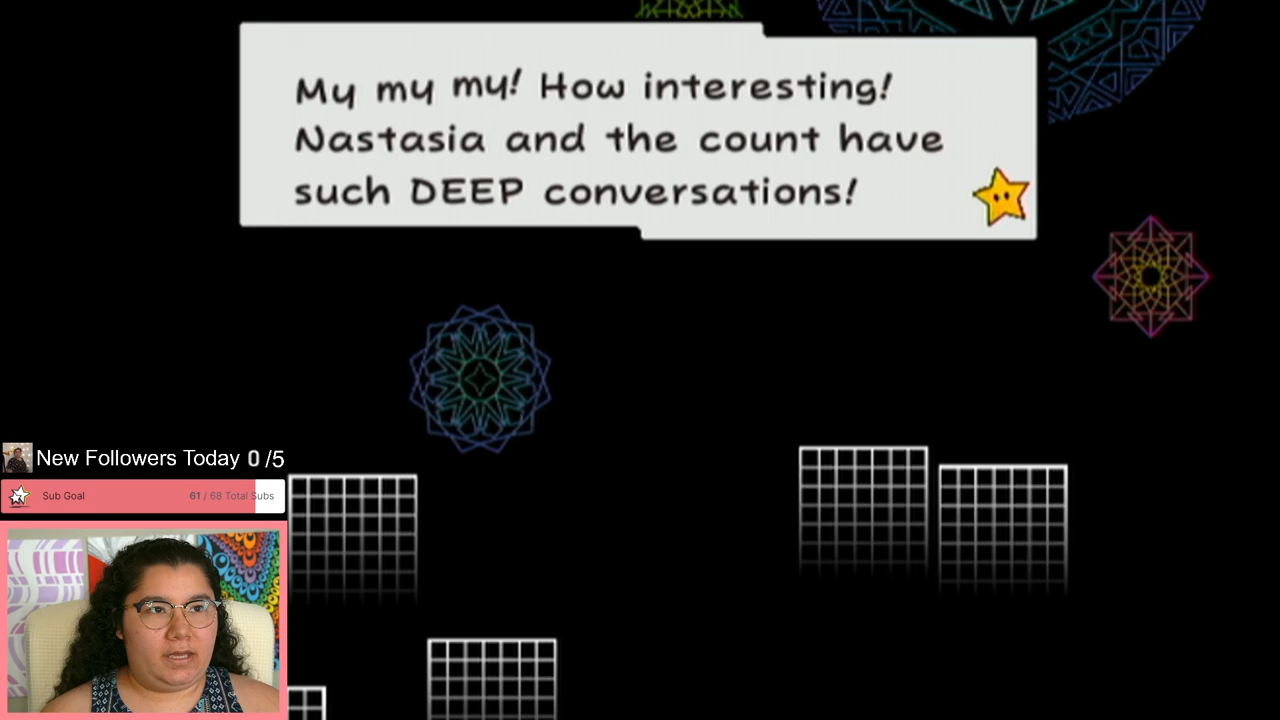 My my my! How interesting!
Nastasia and the count have
such DEEP conversations!
New Followers Today 0 /5
Sub Goal 61 / 68 Total Subs